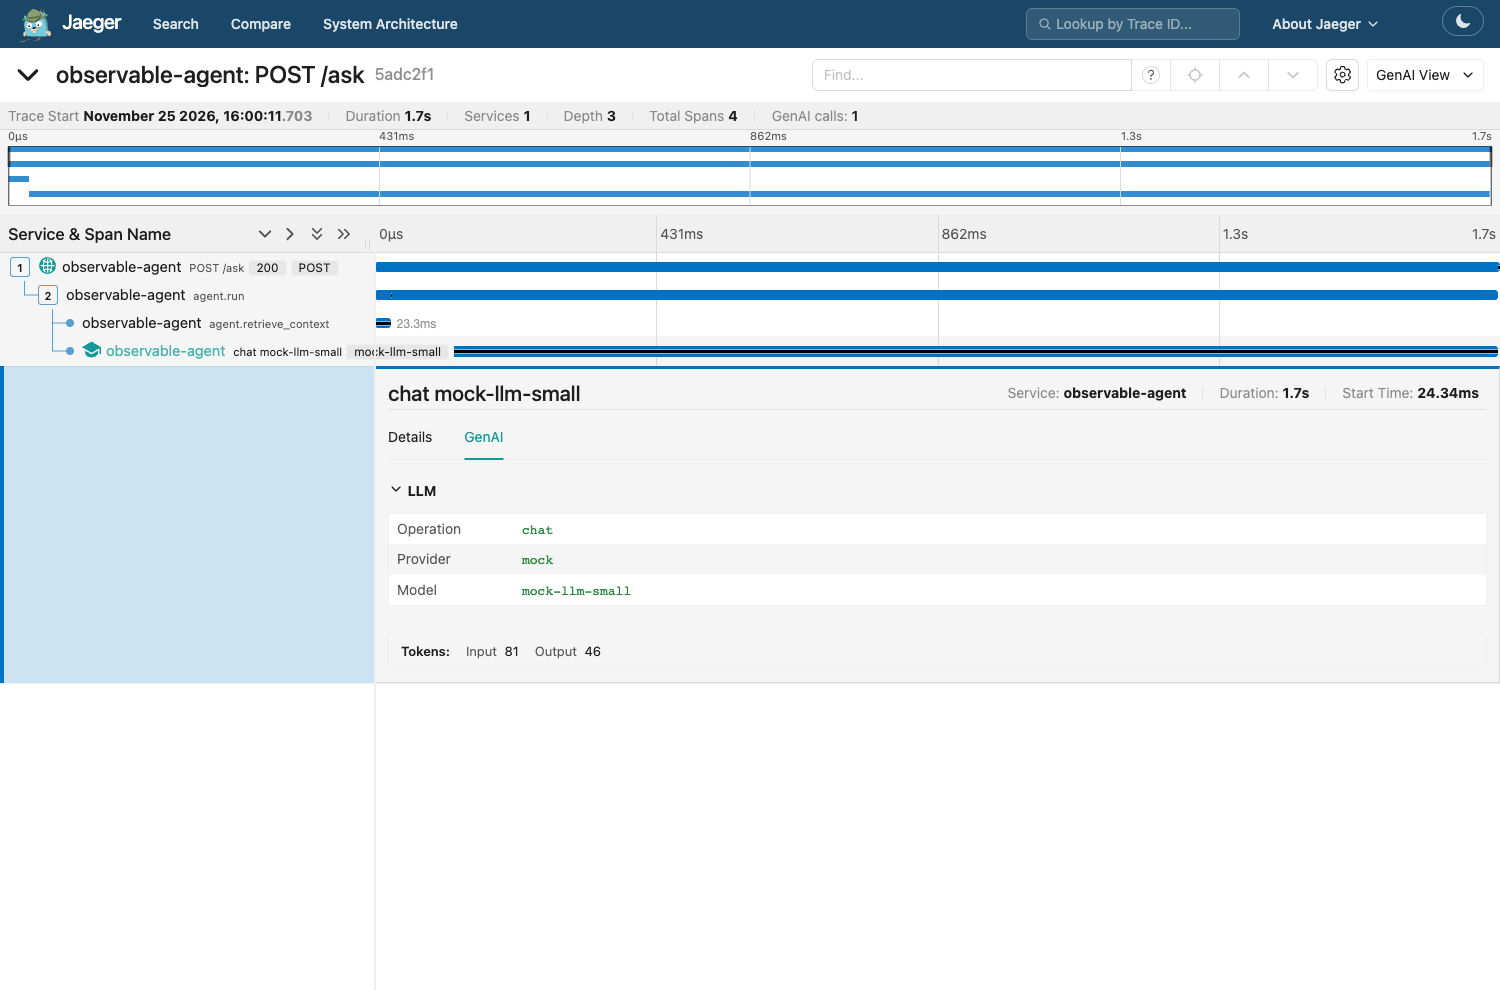 Jaeger Search Compare System Architecture Lookup by Trace ID... About Jaeger
observable-agent: POST /ask 5adc2f1 Find... ? GenAI View
Trace Start November 25 2026, 16:00:11.703 Duration 1.7s Services 1 Depth 3 Total Spans 4 GenAI calls: 1
0μs 431ms 862ms 1.3s 1.7s
Service & Span Name 0μs 431ms 862ms 1.3s 1.7s
1 observable-agent POST /ask 200 POST
2 observable-agent agent.run
observable-agent agent.retrieve_context 23.3ms
observable-agent chat mock-llm-small mock-llm-small
chat mock-llm-small Service: observable-agent Duration: 1.7s Start Time: 24.34ms
Details GenAI
LLM
Operation chat
Provider mock
Model mock-llm-small
Tokens: Input 81 Output 46